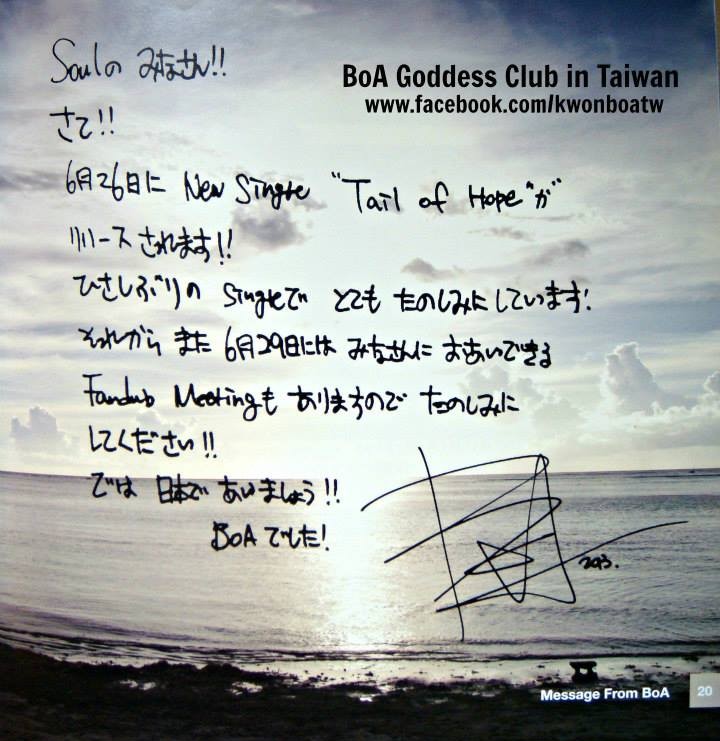 Soulの みなさん!!
BoA Goddess Club in Taiwan
www.facebook.com/kwonboatw
さて!!
6月26日に New Single "Tail of Hope"が
リリースされます!!
ひさしぶりの Singleで とても たのしみにしています!
それから また 6月29日には みなさんに おあいできる
Fanclub Meetingも ありますので たのしみに
してください!!
では 日本で あいましょう!!
BoAでした!
2013.
Message From BoA 20